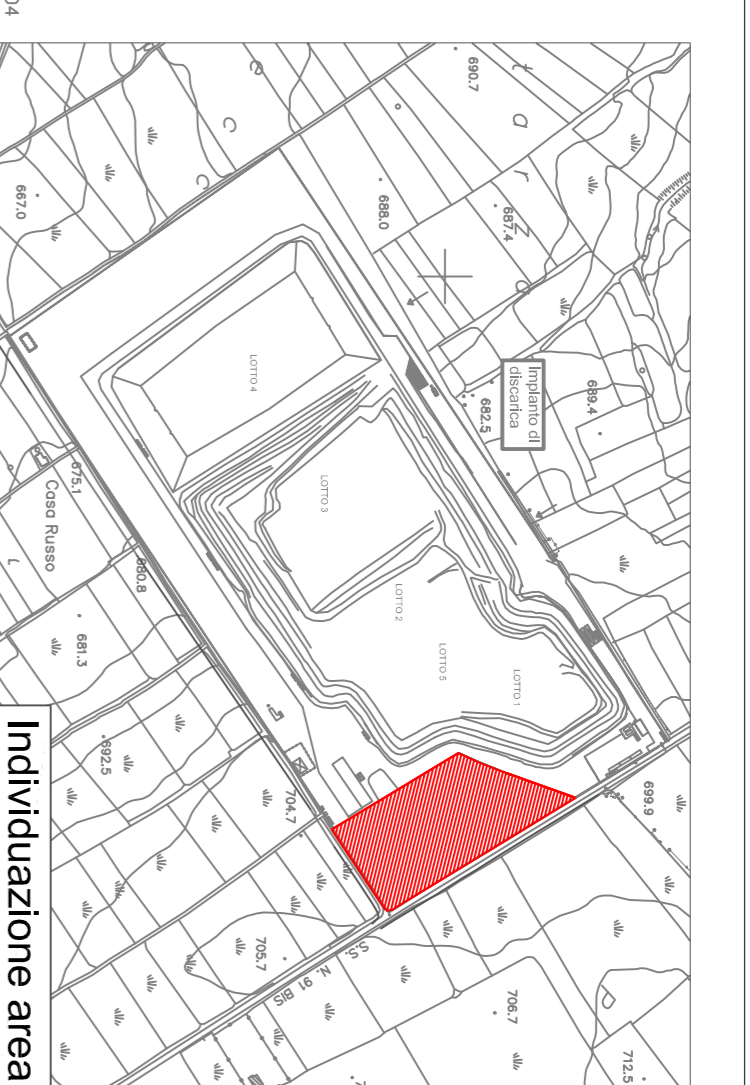 04
690.7
t a r z o
c c e
667.0
688.0
687.4
Impianto di
discarica
689.4
682.5
LOTTO 4
LOTTO 3
LOTTO 2
LOTTO 5
LOTTO 1
675.1
Casa Russo
680.8
681.3
692.5
704.7
699.9
705.7
S.S. N. 91 BIS
706.7
712.5
Individuazione area